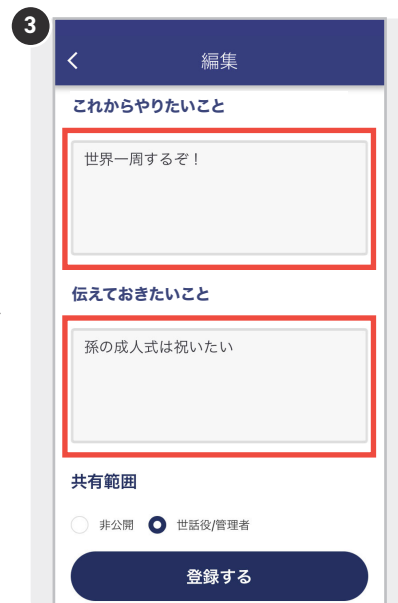 3
編集
これからやりたいこと
世界一周するぞ！
伝えておきたいこと
孫の成人式は祝いたい
共有範囲
非公開 世話役/管理者
登録する